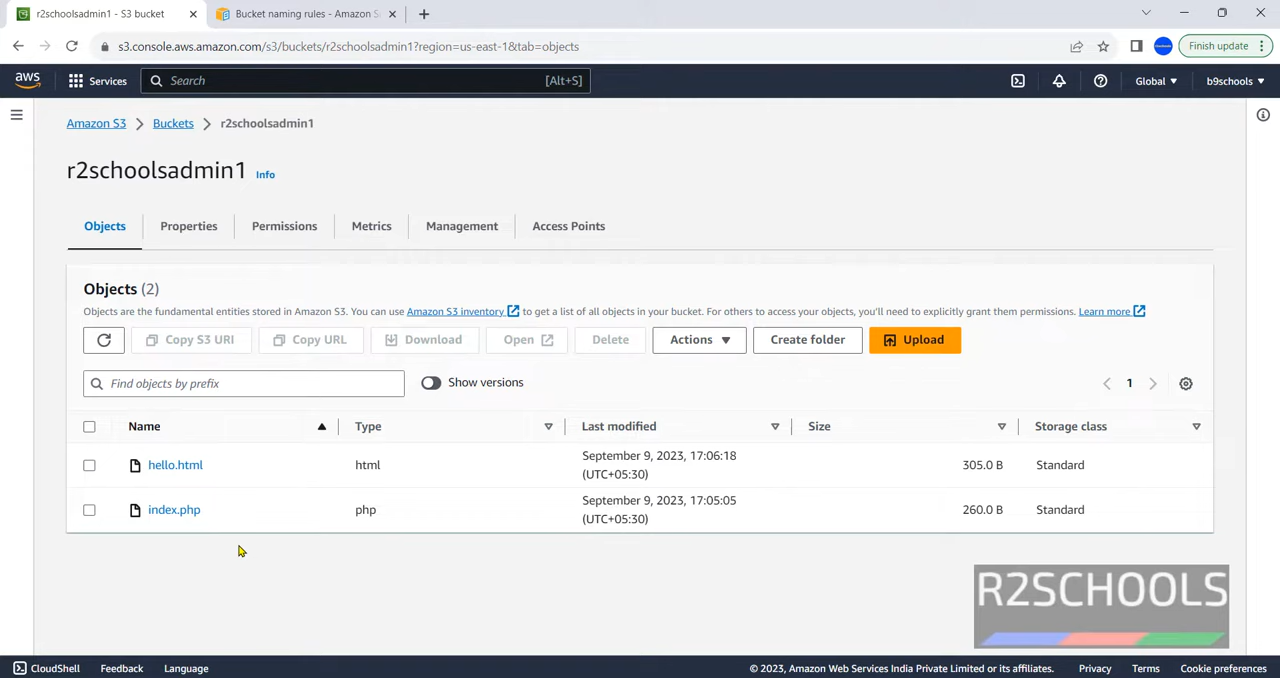 r2schoolsadmin1 - S3 bucket
Bucket naming rules - Amazon S
s3.console.aws.amazon.com/s3/buckets/r2schoolsadmin1?region=us-east-1&tab=objects
Finish update
aws Services Search [Alt+S] Global b9schools
Amazon S3 Buckets r2schoolsadmin1
r2schoolsadmin1 Info
Objects Properties Permissions Metrics Management Access Points
Objects (2)
Objects are the fundamental entities stored in Amazon S3. You can use Amazon S3 inventory to get a list of all objects in your bucket. For others to access your objects, you'll need to explicitly grant them permissions. Learn more
Copy S3 URI Copy URL Download Open Delete Actions Create folder Upload
Find objects by prefix Show versions 1
Name Type Last modified Size Storage class
hello.html html September 9, 2023, 17:06:18 (UTC+05:30) 305.0 B Standard
index.php php September 9, 2023, 17:05:05 (UTC+05:30) 260.0 B Standard
R2SCHOOLS
CloudShell Feedback Language © 2023, Amazon Web Services India Private Limited or its affiliates. Privacy Terms Cookie preferences